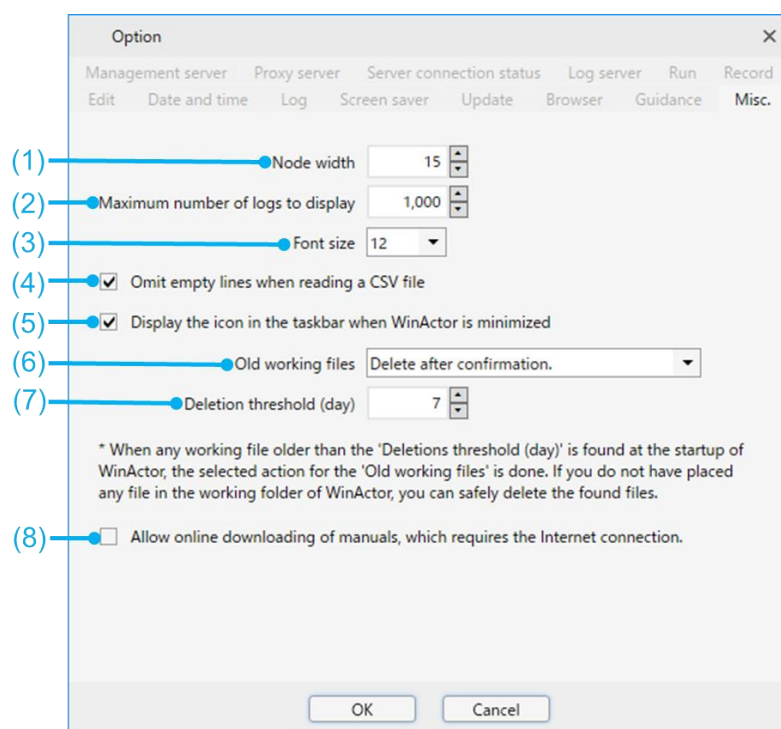 Option
Management server Proxy server Server connection status Log server Run Record
Edit Date and time Log Screen saver Update Browser Guidance Misc.
(1) Node width 15
(2) Maximum number of logs to display 1,000
(3) Font size 12
(4) Omit empty lines when reading a CSV file
(5) Display the icon in the taskbar when WinActor is minimized
(6) Old working files Delete after confirmation.
(7) Deletion threshold (day) 7
* When any working file older than the 'Deletions threshold (day)' is found at the startup of
WinActor, the selected action for the 'Old working files' is done. If you do not have placed
any file in the working folder of WinActor, you can safely delete the found files.
(8) Allow online downloading of manuals, which requires the Internet connection.
OK Cancel